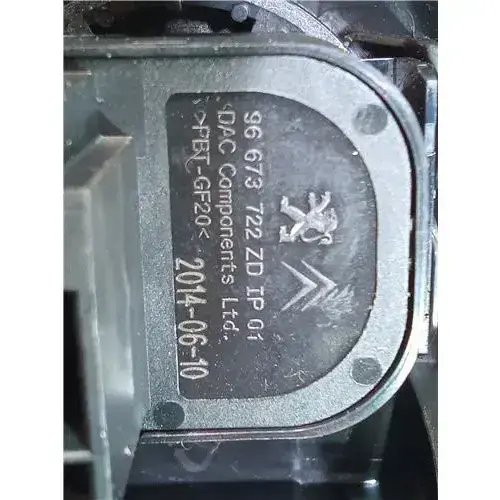 96 673 722 ZD IP 01
DAC Components Ltd.
>PBT-GF20<
2014-06-10